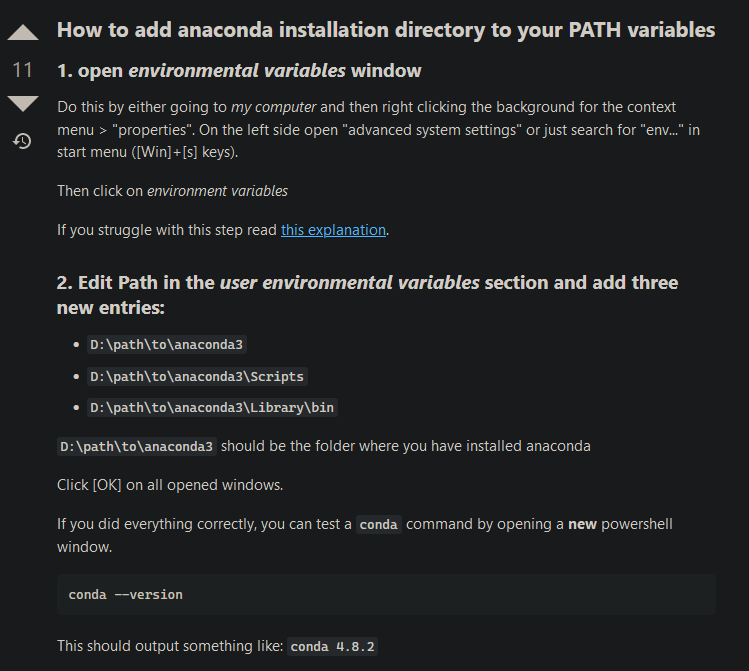 How to add anaconda installation directory to your PATH variables
11
1. open environmental variables window
Do this by either going to my computer and then right clicking the background for the context
menu > "properties". On the left side open "advanced system settings" or just search for "env..." in
start menu ([Win]+[s] keys).
Then click on environment variables
If you struggle with this step read this explanation.
2. Edit Path in the user environmental variables section and add three
new entries:
• D:\path\to\anaconda3
• D:\path\to\anaconda3\Scripts
• D:\path\to\anaconda3\Library\bin
D:\path\to\anaconda3 should be the folder where you have installed anaconda
Click [OK] on all opened windows.
If you did everything correctly, you can test a conda command by opening a new powershell
window.
conda --version
This should output something like: conda 4.8.2